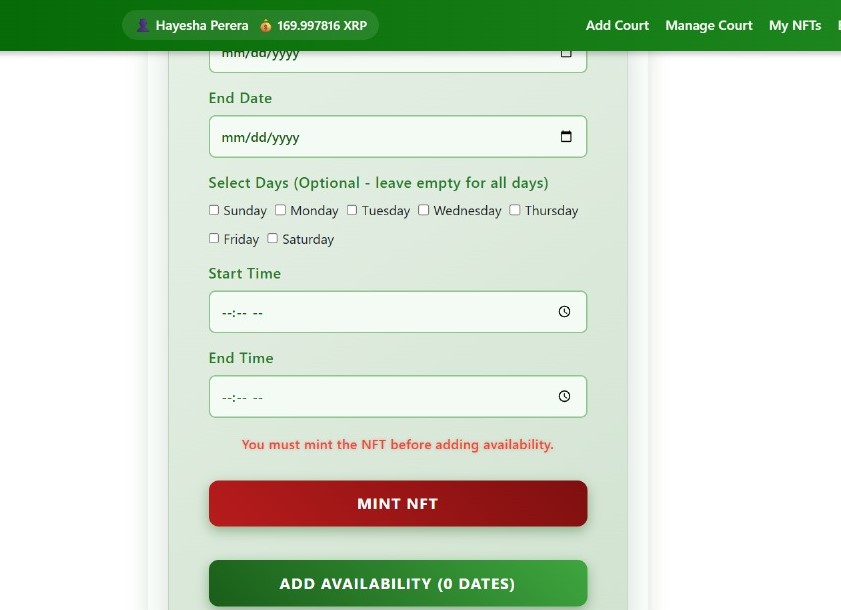 Hayesha Perera 169.997816 XRP Add Court Manage Court My NFTs
mm/dd/yyyy
End Date
mm/dd/yyyy
Select Days (Optional - leave empty for all days)
Sunday Monday Tuesday Wednesday Thursday
Friday Saturday
Start Time
--:-- --
End Time
--:-- --
You must mint the NFT before adding availability.
MINT NFT
ADD AVAILABILITY (0 DATES)